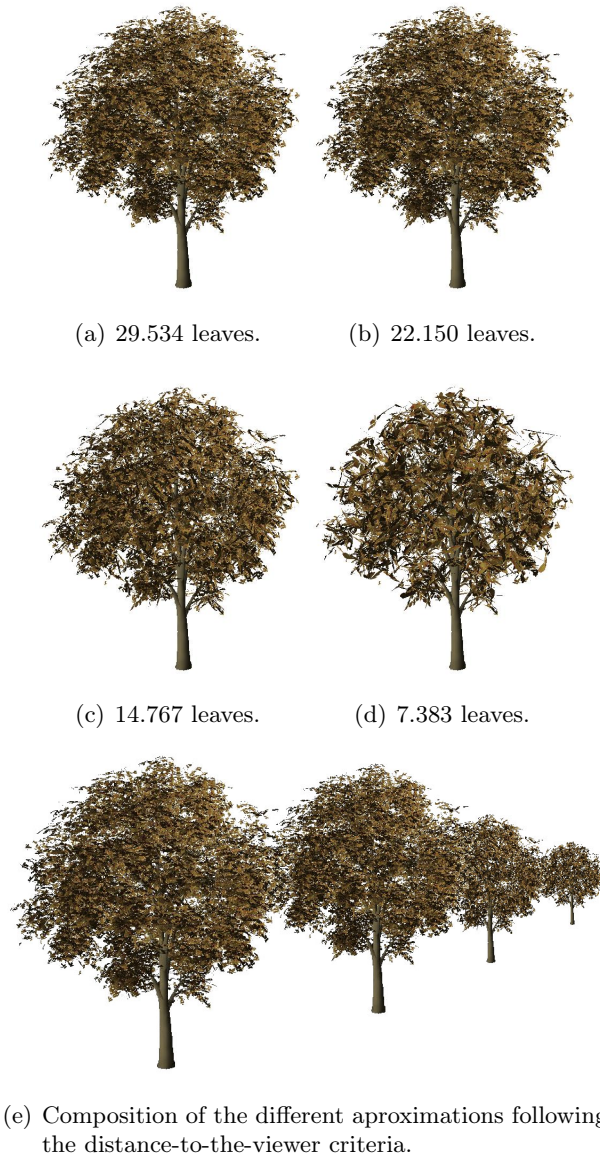 (a) 29.534 leaves.
(b) 22.150 leaves.
(c) 14.767 leaves.
(d) 7.383 leaves.
(e) Composition of the different aproximations following
the distance-to-the-viewer criteria.